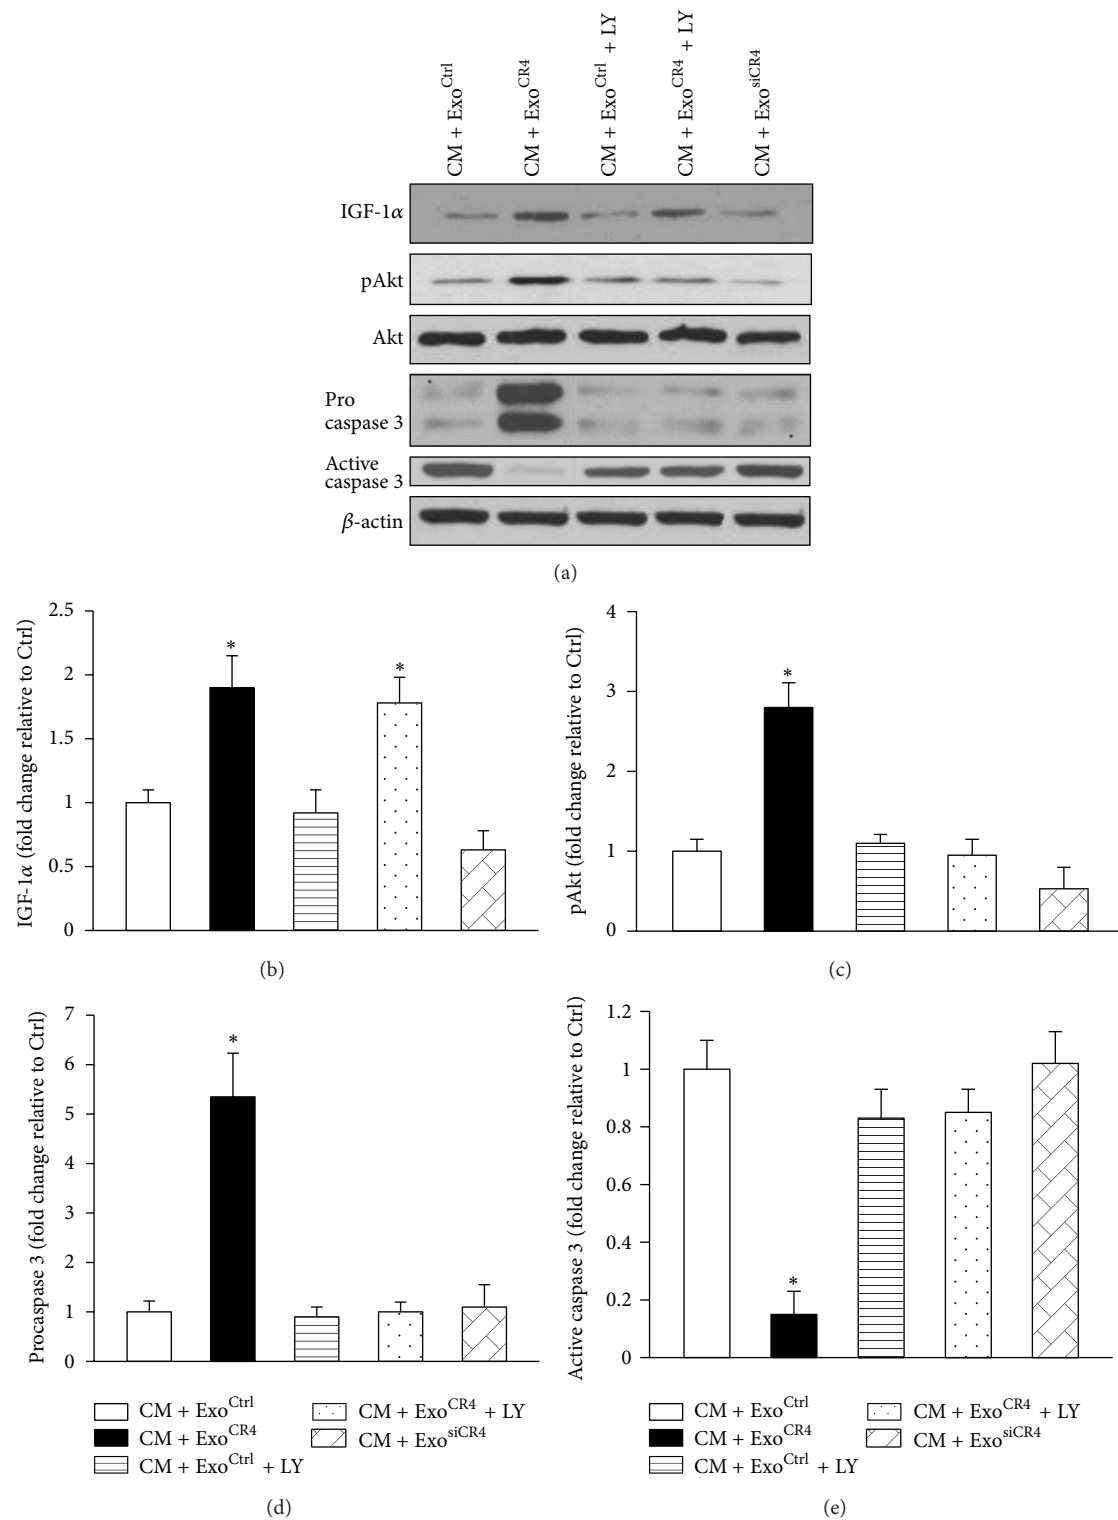 CM + Exo^Ctrl
CM + Exo^CR4
CM + Exo^Ctrl + LY
CM + Exo^CR4 + LY
CM + Exo^siCR4
IGF-1α
pAkt
Akt
Pro
caspase 3
Active
caspase 3
β-actin
(a)
IGF-1α (fold change relative to Ctrl)
2.5
2
1.5
1
0.5
0
*
*
(b)
pAkt (fold change relative to Ctrl)
4
3
2
1
0
*
(c)
Procaspase 3 (fold change relative to Ctrl)
7
6
5
4
3
2
1
0
*
CM + Exo^Ctrl
CM + Exo^CR4
CM + Exo^Ctrl + LY
CM + Exo^CR4 + LY
CM + Exo^siCR4
(d)
Active caspase 3 (fold change relative to Ctrl)
1.2
1
0.8
0.6
0.4
0.2
0
*
CM + Exo^Ctrl
CM + Exo^CR4
CM + Exo^Ctrl + LY
CM + Exo^CR4 + LY
CM + Exo^siCR4
(e)